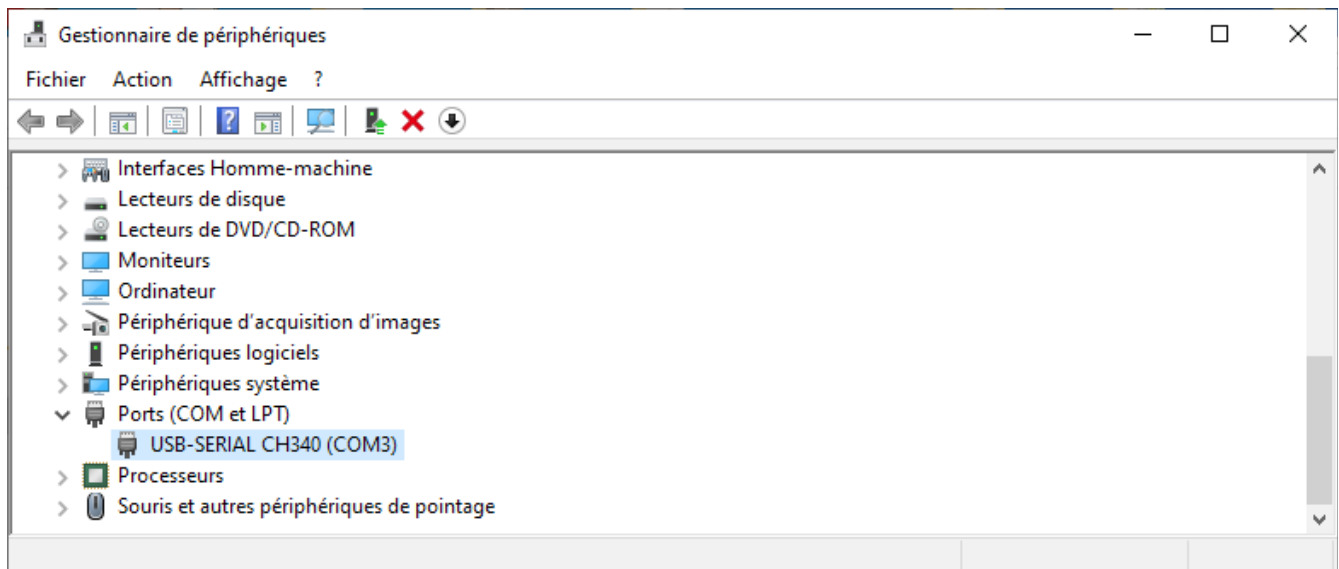 Gestionnaire de périphériques
Fichier Action Affichage ?
Interfaces Homme-machine
Lecteurs de disque
Lecteurs de DVD/CD-ROM
Moniteurs
Ordinateur
Périphérique d'acquisition d'images
Périphériques logiciels
Périphériques système
Ports (COM et LPT)
USB-SERIAL CH340 (COM3)
Processeurs
Souris et autres périphériques de pointage